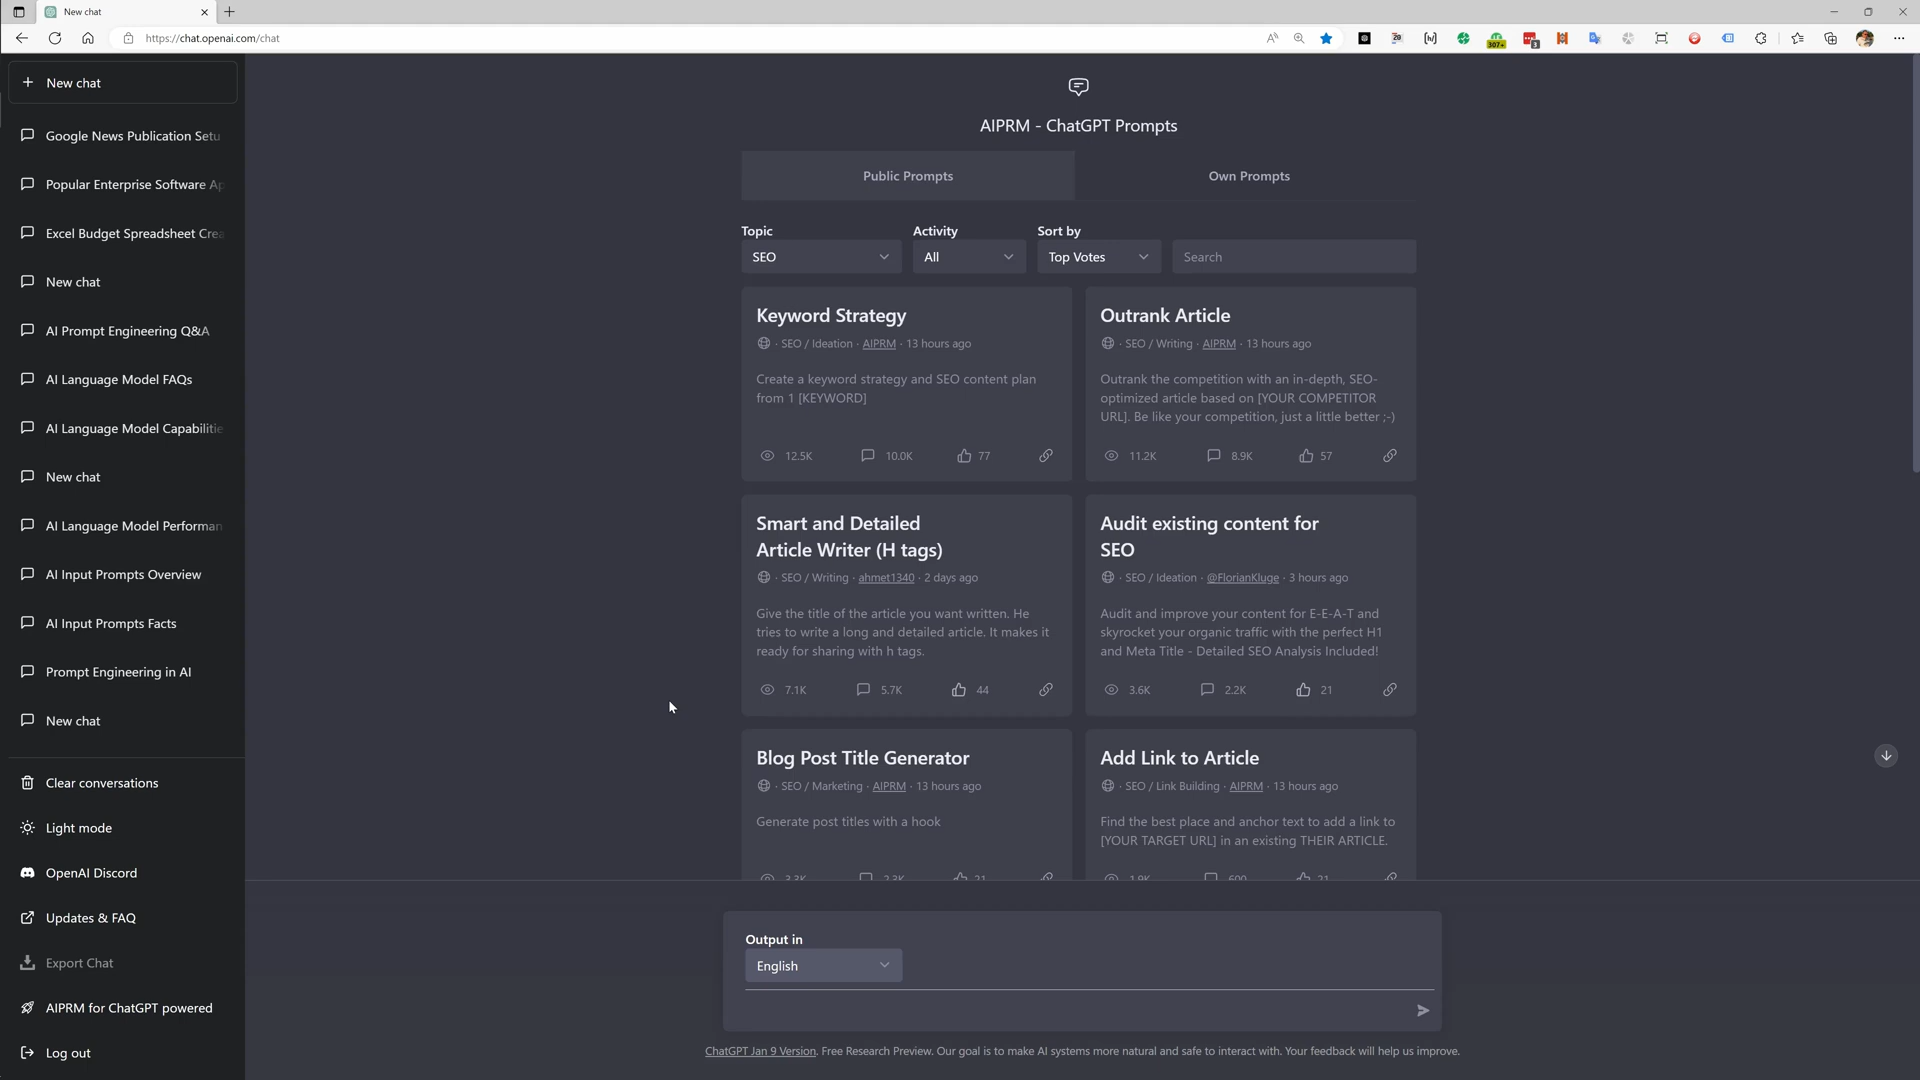 New chat
https://chat.openai.com/chat
307+
3
New chat
Google News Publication Setu
Popular Enterprise Software Ap
Excel Budget Spreadsheet Crea
New chat
AI Prompt Engineering Q&A
AI Language Model FAQs
AI Language Model Capabilitie
New chat
AI Language Model Performan
AI Input Prompts Overview
AI Input Prompts Facts
Prompt Engineering in AI
New chat
Clear conversations
Light mode
OpenAI Discord
Updates & FAQ
Export Chat
AIPRM for ChatGPT powered
Log out
AIPRM - ChatGPT Prompts
Public Prompts
Own Prompts
Topic
Activity
Sort by
SEO
All
Top Votes
Search
Keyword Strategy
SEO / Ideation · AIPRM · 13 hours ago
Create a keyword strategy and SEO content plan
from 1 [KEYWORD]
12.5K
10.0K
77
Outrank Article
SEO / Writing · AIPRM · 13 hours ago
Outrank the competition with an in-depth, SEO-
optimized article based on [YOUR COMPETITOR
URL]. Be like your competition, just a little better ;-)
11.2K
8.9K
57
Smart and Detailed
Article Writer (H tags)
SEO / Writing · ahmet1340 · 2 days ago
Give the title of the article you want written. He
tries to write a long and detailed article. It makes it
ready for sharing with h tags.
7.1K
5.7K
44
Audit existing content for
SEO
SEO / Ideation · @FlorianKluge · 3 hours ago
Audit and improve your content for E-E-A-T and
skyrocket your organic traffic with the perfect H1
and Meta Title - Detailed SEO Analysis Included!
3.6K
2.2K
21
Blog Post Title Generator
SEO / Marketing · AIPRM · 13 hours ago
Generate post titles with a hook
3.3K
2.3K
21
Add Link to Article
SEO / Link Building · AIPRM · 13 hours ago
Find the best place and anchor text to add a link to
[YOUR TARGET URL] in an existing THEIR ARTICLE.
1.9K
600
21
Output in
English
ChatGPT Jan 9 Version. Free Research Preview. Our goal is to make AI systems more natural and safe to interact with. Your feedback will help us improve.